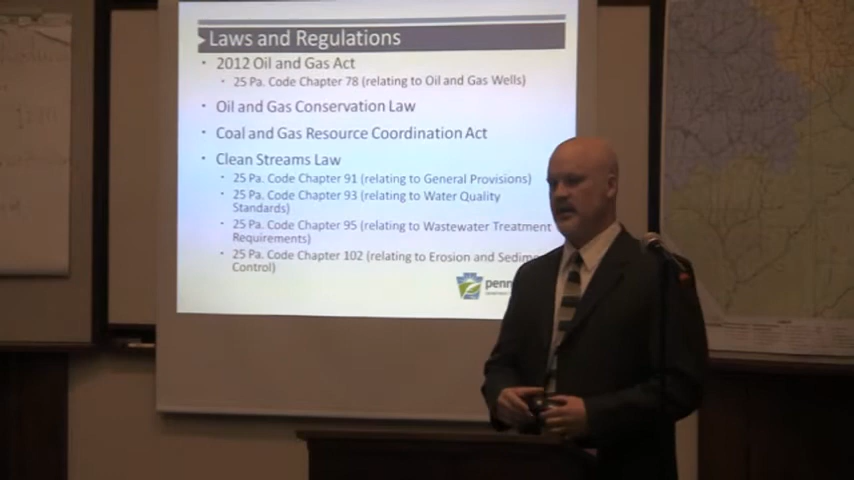 Laws and Regulations
2012 Oil and Gas Act
25 Pa. Code Chapter 78 (relating to Oil and Gas Wells)
Oil and Gas Conservation Law
Coal and Gas Resource Coordination Act
Clean Streams Law
25 Pa. Code Chapter 91 (relating to General Provisions)
25 Pa. Code Chapter 93 (relating to Water Quality
Standards)
25 Pa. Code Chapter 95 (relating to Wastewater Treatment
Requirements)
25 Pa. Code Chapter 102 (relating to Erosion and Sedim
Control)
penn